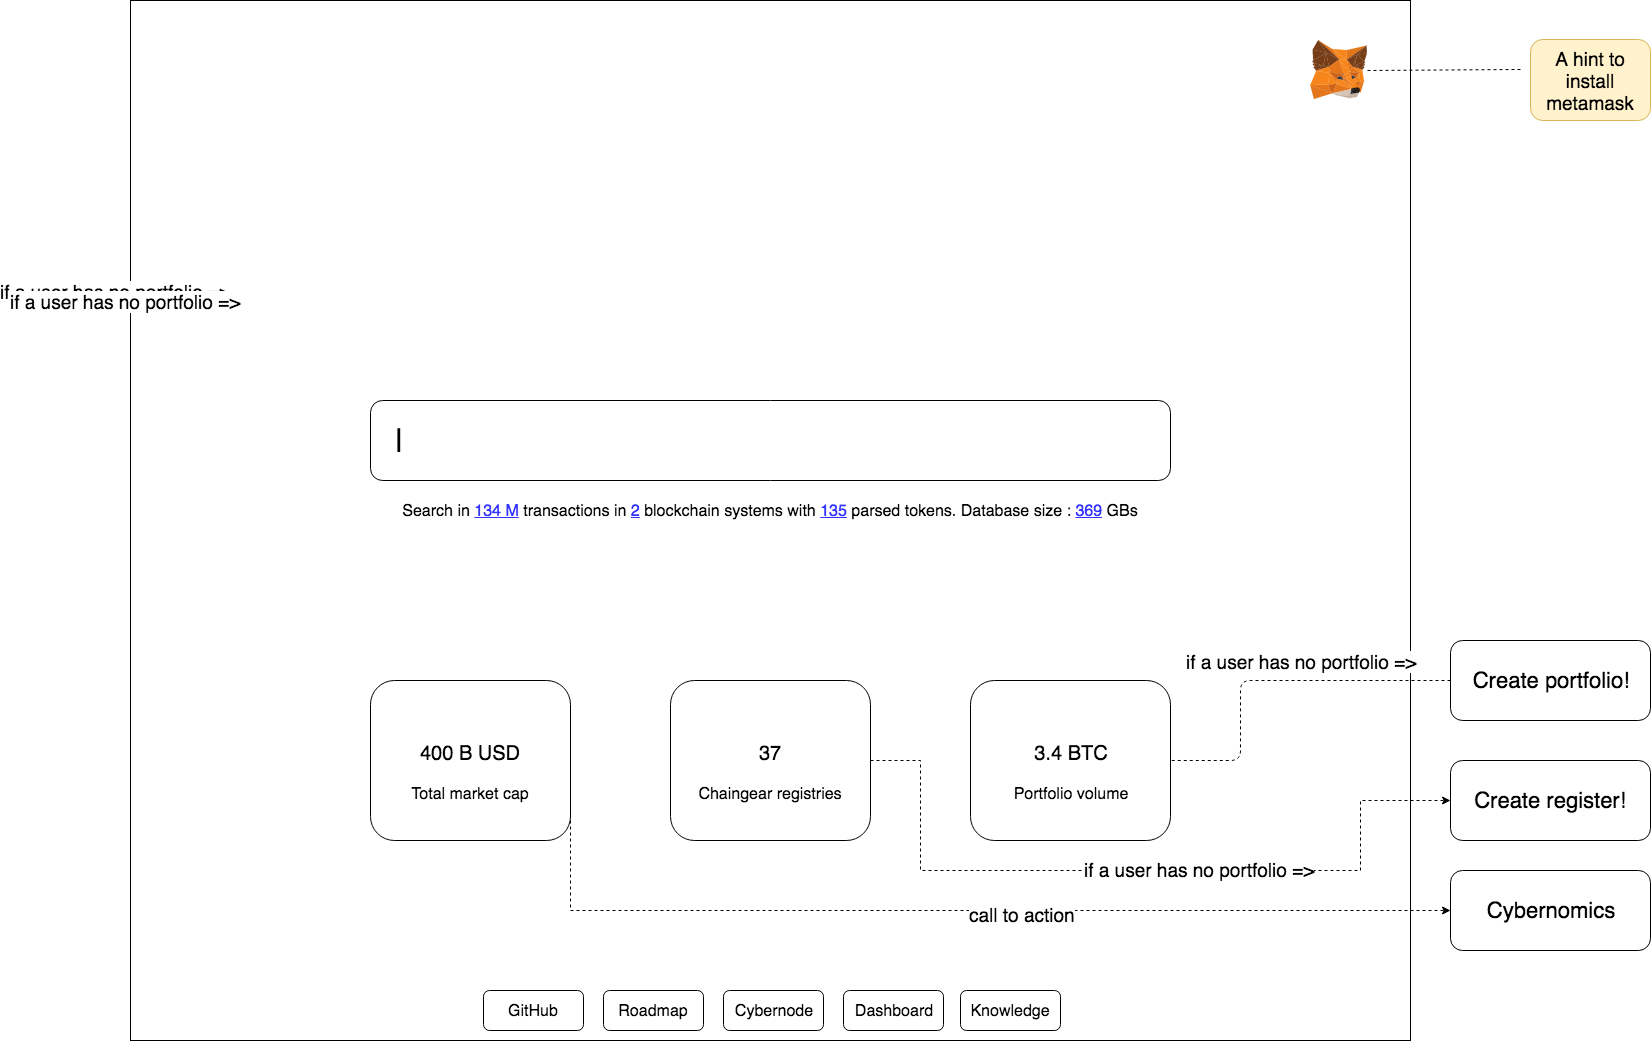 A hint to
install
metamask
if a user has no portfolio =>
if a user has no portfolio =>
Search in 134 M transactions in 2 blockchain systems with 135 parsed tokens. Database size : 369 GBs
if a user has no portfolio =>
Create portfolio!
400 B USD
Total market cap
37
Chaingear registries
3.4 BTC
Portfolio volume
Create register!
if a user has no portfolio =>
call to action
Cybernomics
GitHub
Roadmap
Cybernode
Dashboard
Knowledge